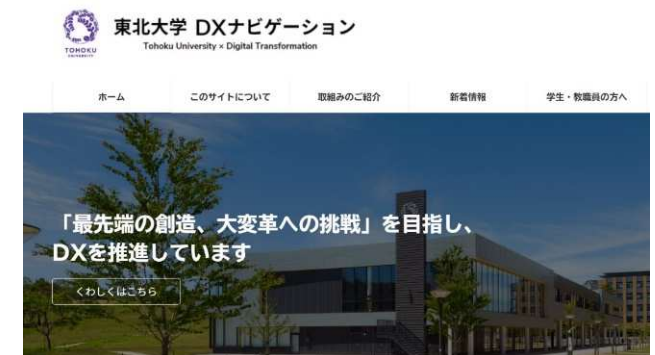 東北大学 DXナビゲーション
Tohoku University × Digital Transformation
TOHOKU
UNIVERSITY
ホーム
このサイトについて
取組みのご紹介
新着情報
学生・教職員の方へ
「最先端の創造、大変革への挑戦」を目指し、
DXを推進しています
くわしくはこちら